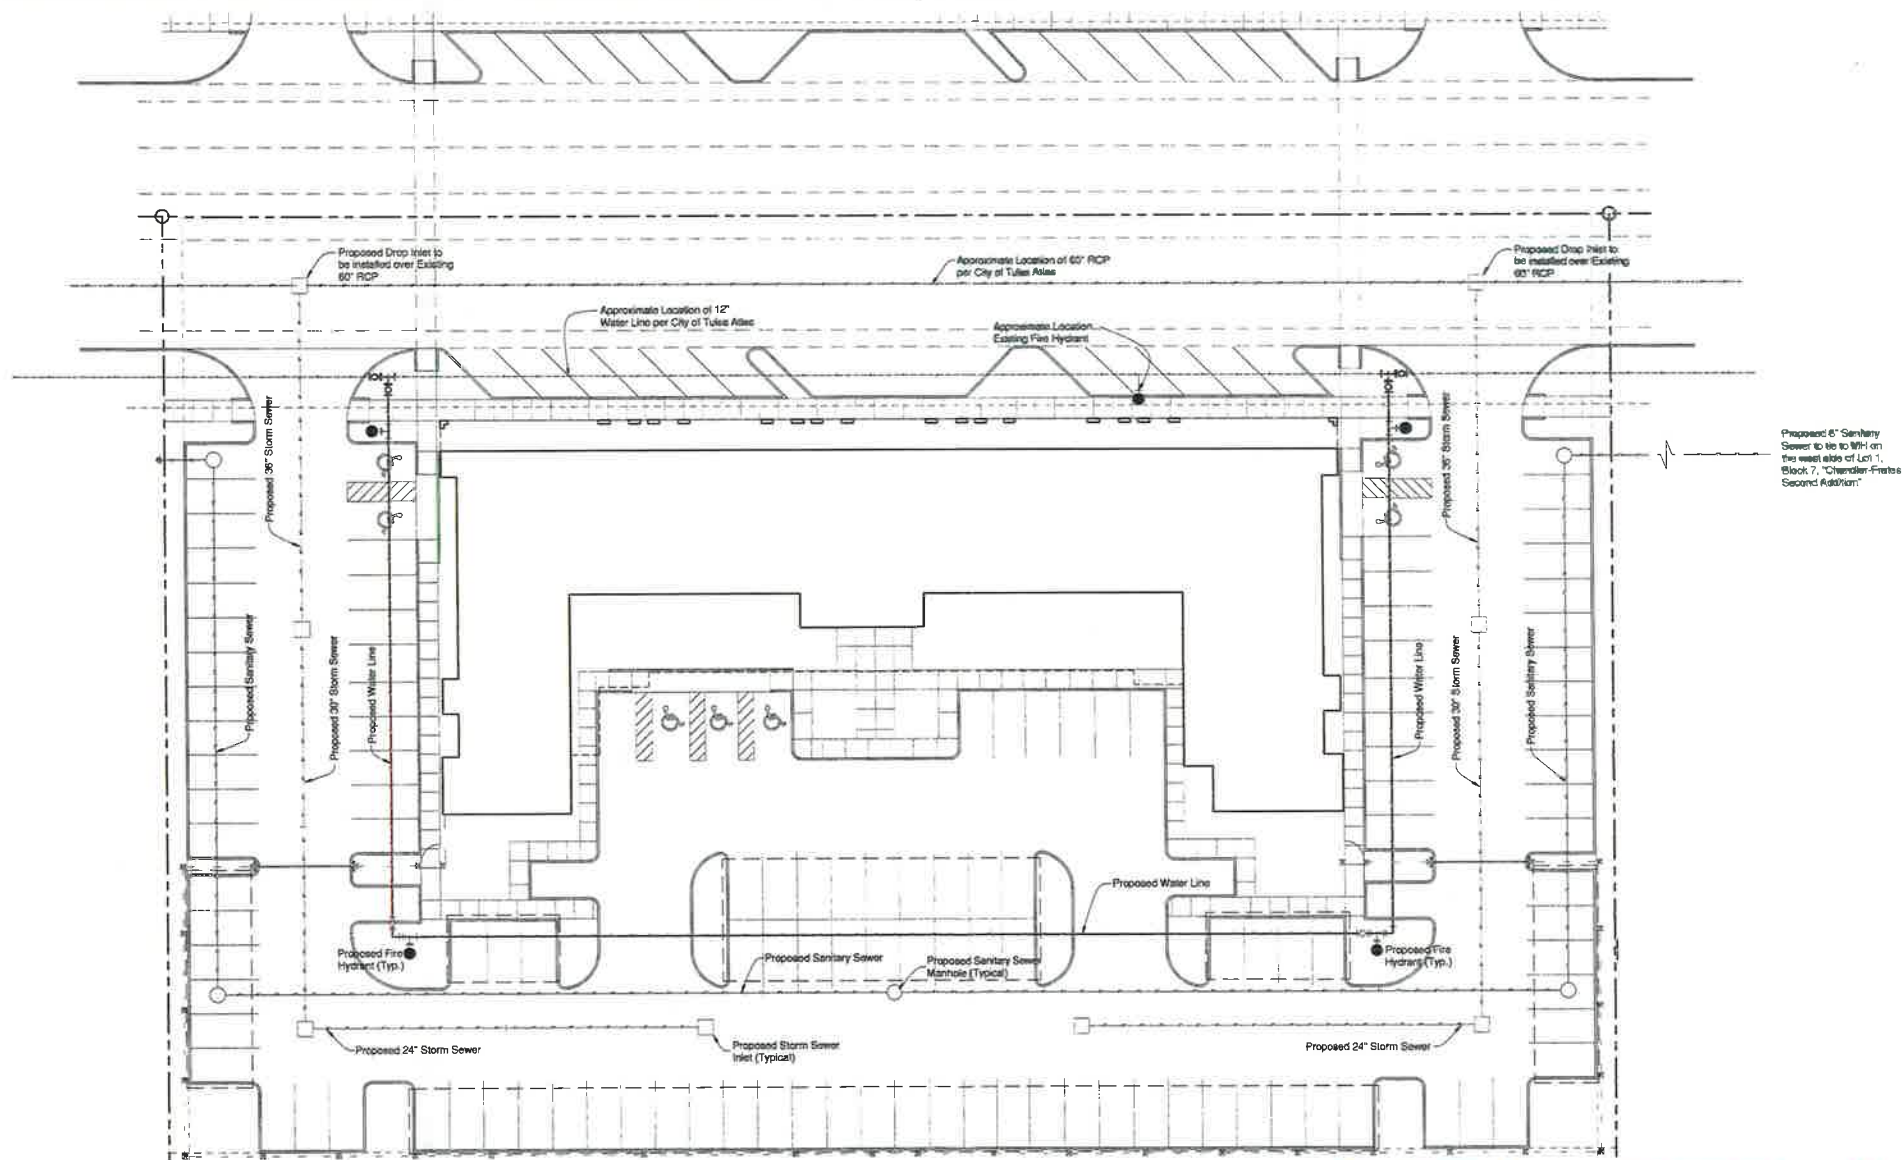 Proposed Drop Inlet to
be installed over Existing
60" RCP
Approximate Location of 60" RCP
per City of Tulsa Atlas
Proposed Drop Inlet to
be installed over Existing
60" RCP
Approximate Location of 12"
Water Line per City of Tulsa Atlas
Approximate Location
Existing Fire Hydrant
Proposed 36" Storm Sewer
Proposed 36" Storm Sewer
Proposed 6" Sanitary
Sewer to tie to MH on
the west side of Lot 1,
Block 7, "Chandler-Frates
Second Addition"
Proposed Sanitary Sewer
Proposed 30" Storm Sewer
Proposed Water Line
Proposed Water Line
Proposed 30" Storm Sewer
Proposed Sanitary Sewer
Proposed Water Line
Proposed Fire
Hydrant (Typ.)
Proposed Sanitary Sewer
Proposed Sanitary Sewer
Manhole (Typical)
Proposed Fire
Hydrant (Typ.)
Proposed 24" Storm Sewer
Proposed Storm Sewer
Inlet (Typical)
Proposed 24" Storm Sewer